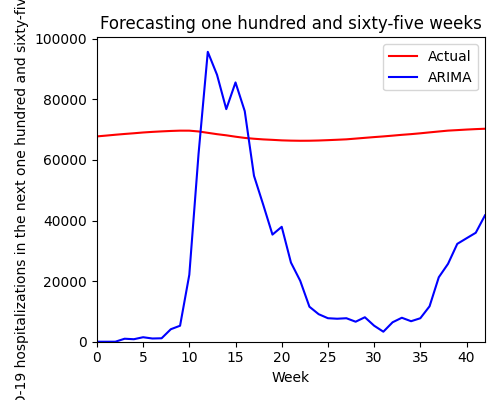 Forecasting one hundred and sixty-five weeks
-19 hospitalizations in the next one hundred and sixty-fiv
100000
80000
60000
40000
20000
0
0 5 10 15 20 25 30 35 40
Week
Actual
ARIMA